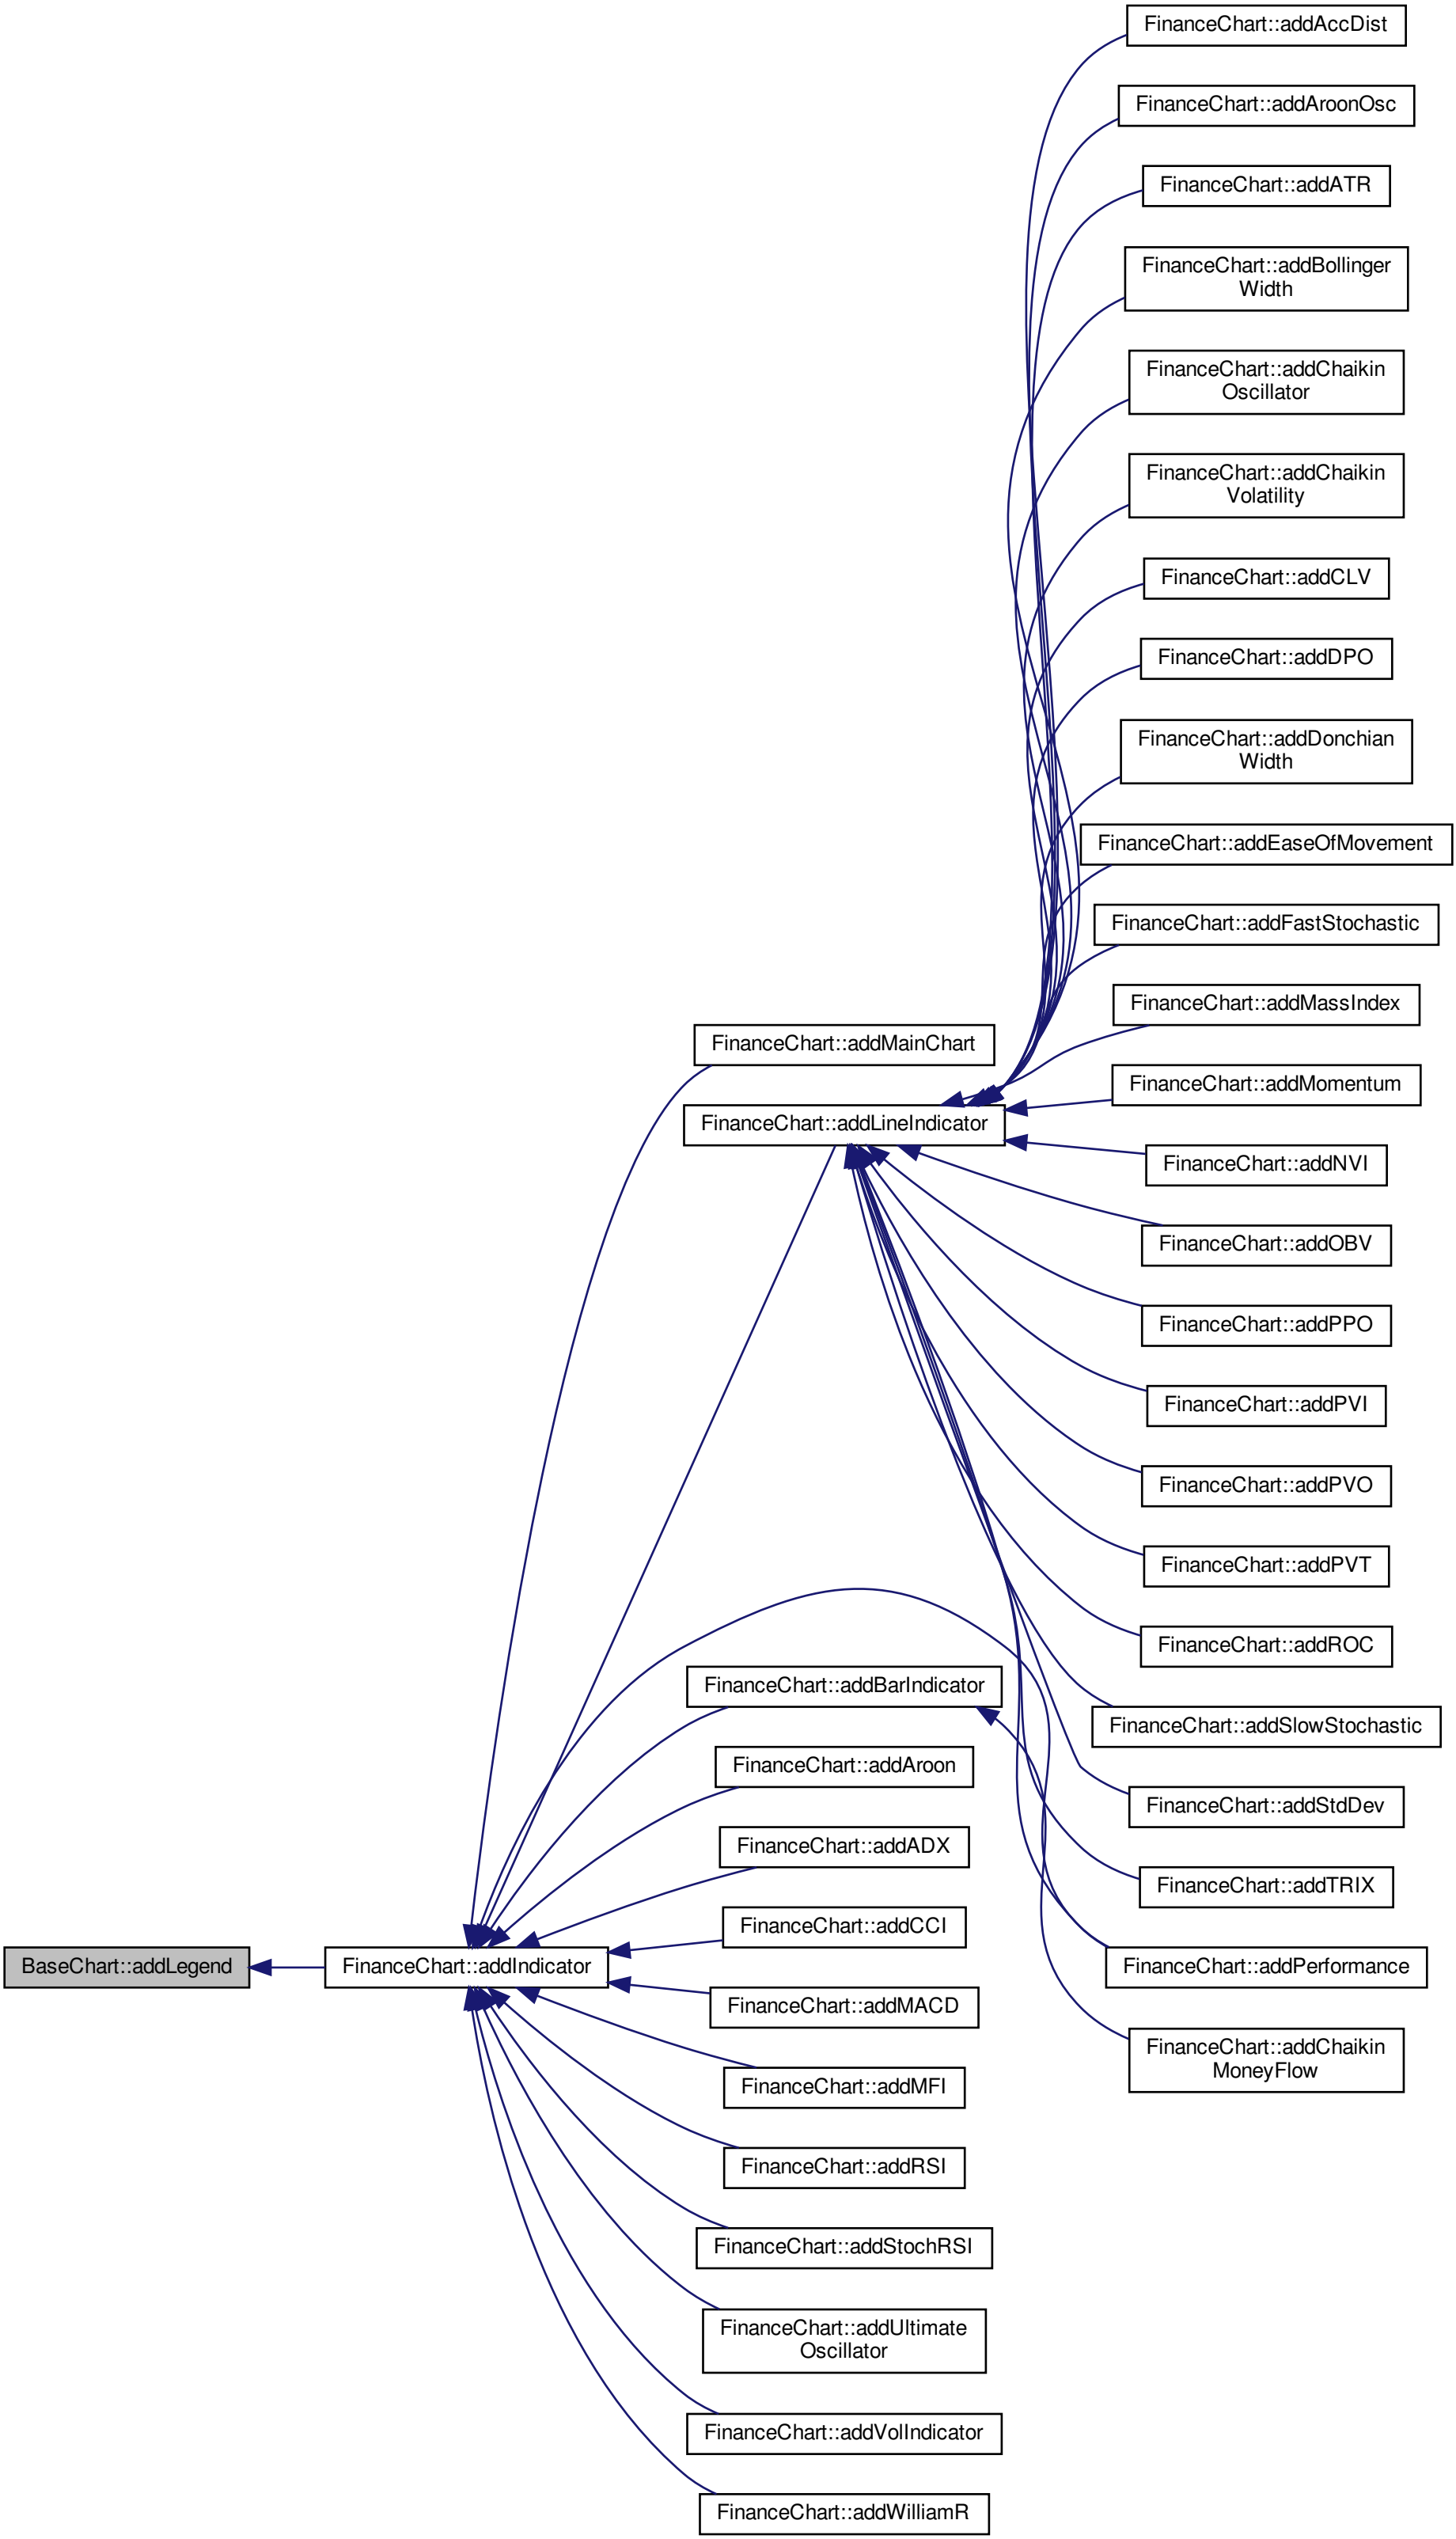 FinanceChart::addAccDist
FinanceChart::addAroonOsc
FinanceChart::addATR
FinanceChart::addBollinger
Width
FinanceChart::addChaikin
Oscillator
FinanceChart::addChaikin
Volatility
FinanceChart::addCLV
FinanceChart::addDPO
FinanceChart::addDonchian
Width
FinanceChart::addEaseOfMovement
FinanceChart::addFastStochastic
FinanceChart::addMassIndex
FinanceChart::addMainChart
FinanceChart::addMomentum
FinanceChart::addLineIndicator
FinanceChart::addNVI
FinanceChart::addOBV
FinanceChart::addPPO
FinanceChart::addPVI
FinanceChart::addPVO
FinanceChart::addPVT
FinanceChart::addROC
FinanceChart::addBarIndicator
FinanceChart::addSlowStochastic
FinanceChart::addAroon
FinanceChart::addStdDev
FinanceChart::addADX
FinanceChart::addTRIX
FinanceChart::addCCI
BaseChart::addLegend
FinanceChart::addIndicator
FinanceChart::addPerformance
FinanceChart::addMACD
FinanceChart::addChaikin
MoneyFlow
FinanceChart::addMFI
FinanceChart::addRSI
FinanceChart::addStochRSI
FinanceChart::addUltimate
Oscillator
FinanceChart::addVolIndicator
FinanceChart::addWilliamR